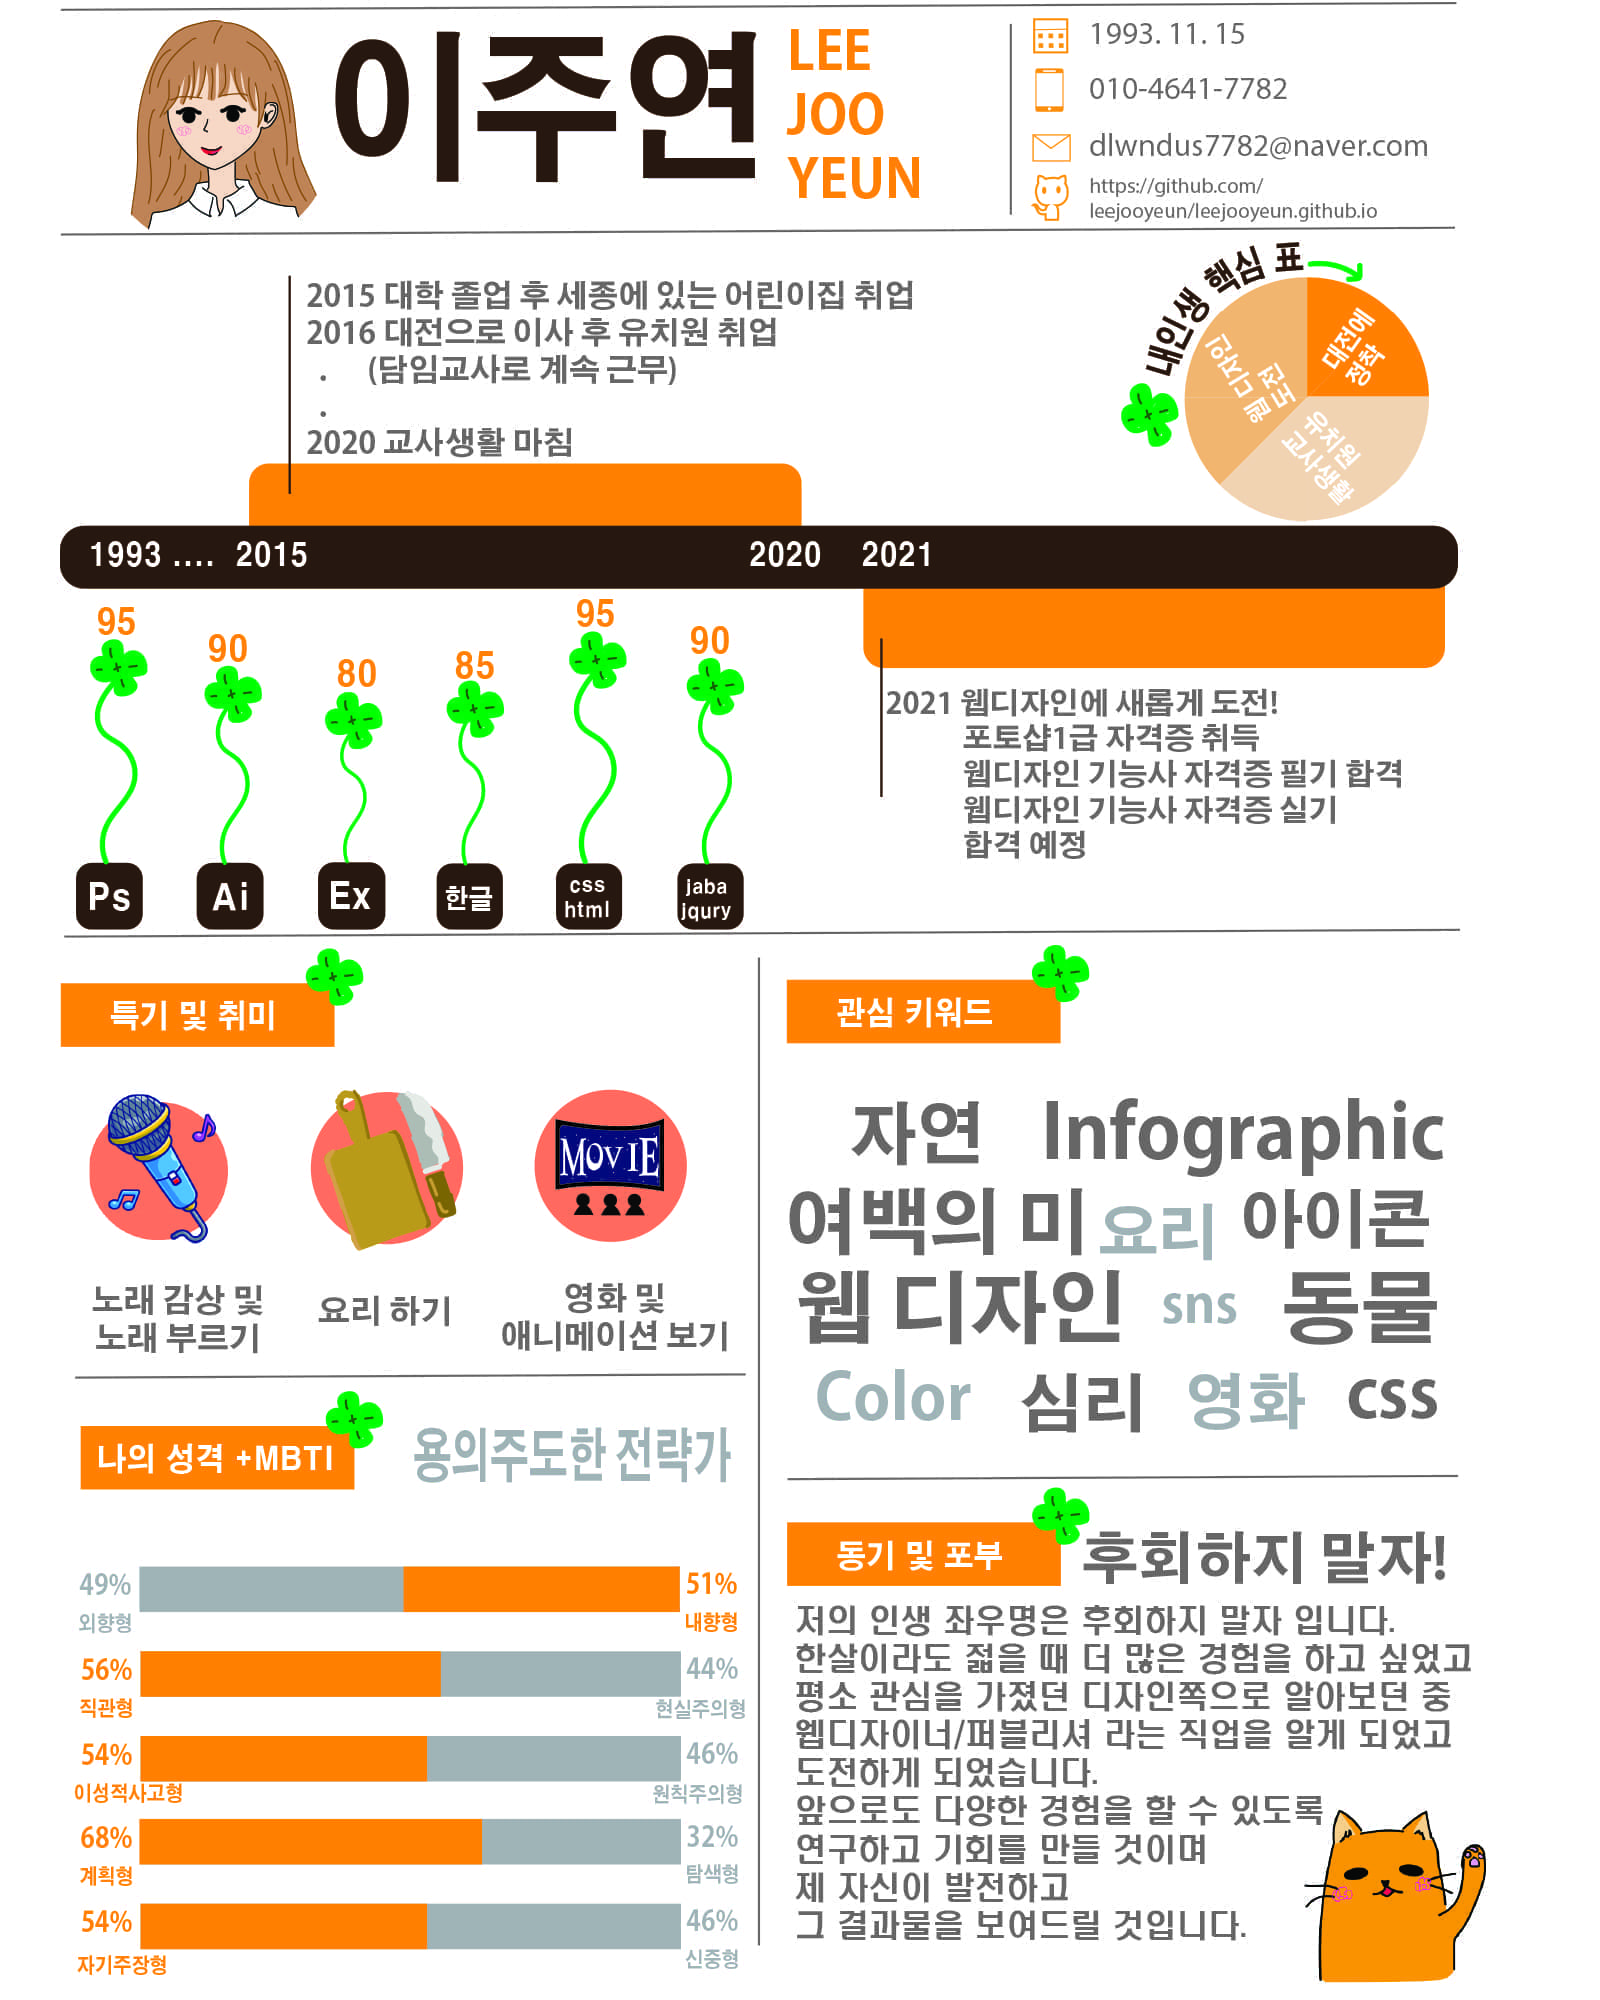 이주연
LEE
JOO
YEUN
1993. 11. 15
010-4641-7782
dlwndus7782@naver.com
https://github.com/
leejooyeun/leejooyeun.github.io
2015 대학 졸업 후 세종에 있는 어린이집 취업
2016 대전으로 이사 후 유치원 취업
. (담임교사로 계속 근무)
.
2020 교사생활 마침
내인생 핵심 표
대전에
정착
유치원
교사생활
웹디자인
도전
1993 .... 2015 2020 2021
95
90
80
85
95
90
Ps
Ai
Ex
한글
css
html
jaba
jqury
2021 웹디자인에 새롭게 도전!
포토샵1급 자격증 취득
웹디자인 기능사 자격증 필기 합격
웹디자인 기능사 자격증 실기
합격 예정
특기 및 취미
MOVIE
노래 감상 및
노래 부르기
요리 하기
영화 및
애니메이션 보기
관심 키워드
자연 Infographic
여백의 미 요리 아이콘
웹 디자인 sns 동물
Color 심리 영화 css
나의 성격 +MBTI
용의주도한 전략가
49% 51%
외향형 내향형
56% 44%
직관형 현실주의형
54% 46%
이성적사고형 원칙주의형
68% 32%
계획형 탐색형
54% 46%
자기주장형 신중형
동기 및 포부
후회하지 말자!
저의 인생 좌우명은 후회하지 말자 입니다.
한살이라도 젊을 때 더 많은 경험을 하고 싶었고
평소 관심을 가졌던 디자인쪽으로 알아보던 중
웹디자이너/퍼블리셔 라는 직업을 알게 되었고
도전하게 되었습니다.
앞으로도 다양한 경험을 할 수 있도록
연구하고 기회를 만들 것이며
제 자신이 발전하고
그 결과물을 보여드릴 것입니다.